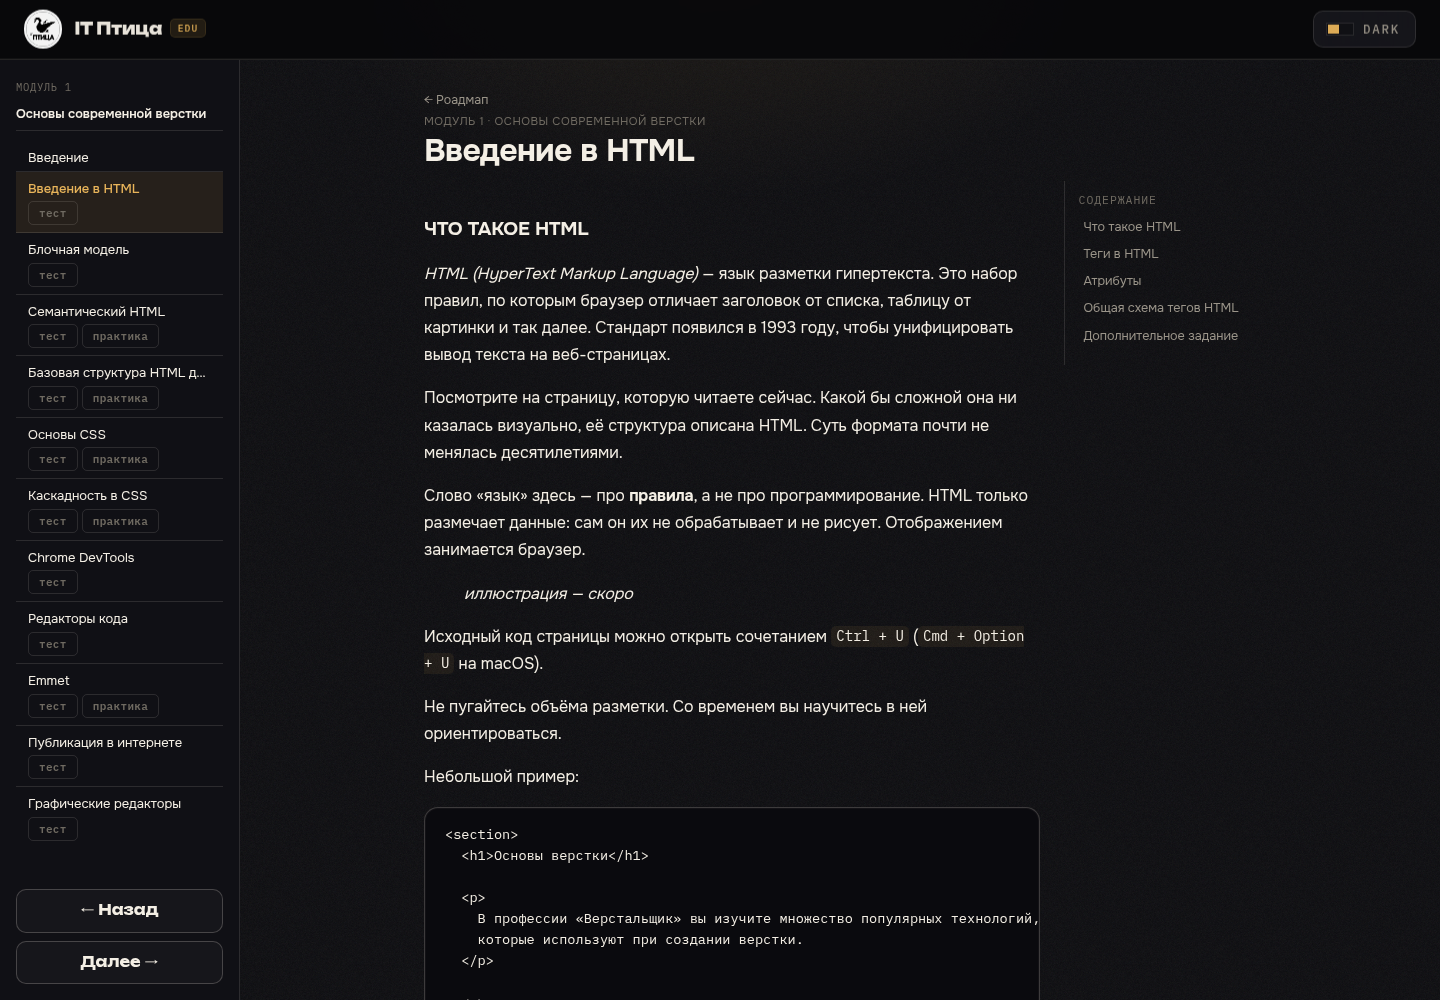 ПТИЦА
IT Птица
EDU
DARK
МОДУЛЬ 1
Основы современной верстки
Введение
Введение в HTML
тест
Блочная модель
тест
Семантический HTML
тест практика
Базовая структура HTML д...
тест практика
Основы CSS
тест практика
Каскадность в CSS
тест практика
Chrome DevTools
тест
Редакторы кода
тест
Emmet
тест практика
Публикация в интернете
тест
Графические редакторы
тест
← Назад
Далее →
← Роадмап
МОДУЛЬ 1 · ОСНОВЫ СОВРЕМЕННОЙ ВЕРСТКИ
Введение в HTML
ЧТО ТАКОЕ HTML
HTML (HyperText Markup Language) — язык разметки гипертекста. Это набор
правил, по которым браузер отличает заголовок от списка, таблицу от
картинки и так далее. Стандарт появился в 1993 году, чтобы унифицировать
вывод текста на веб-страницах.
Посмотрите на страницу, которую читаете сейчас. Какой бы сложной она ни
казалась визуально, её структура описана HTML. Суть формата почти не
менялась десятилетиями.
Слово «язык» здесь — про правила, а не про программирование. HTML только
размечает данные: сам он их не обрабатывает и не рисует. Отображением
занимается браузер.
иллюстрация — скоро
Исходный код страницы можно открыть сочетанием Ctrl + U (Cmd + Option
+ U на macOS).
Не пугайтесь объёма разметки. Со временем вы научитесь в ней
ориентироваться.
Небольшой пример:
<section>
  <h1>Основы верстки</h1>
  <p>
    В профессии «Верстальщик» вы изучите множество популярных технологий,
    которые используют при создании верстки.
  </p>
СОДЕРЖАНИЕ
Что такое HTML
Теги в HTML
Атрибуты
Общая схема тегов HTML
Дополнительное задание